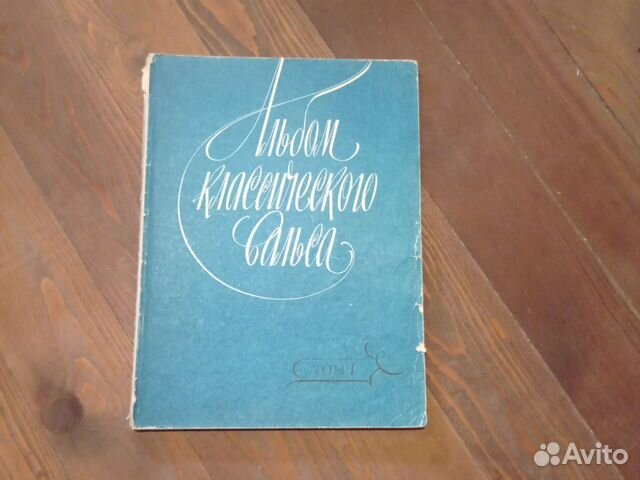 Альбом
классического
вальса
ТОМ I
Avito